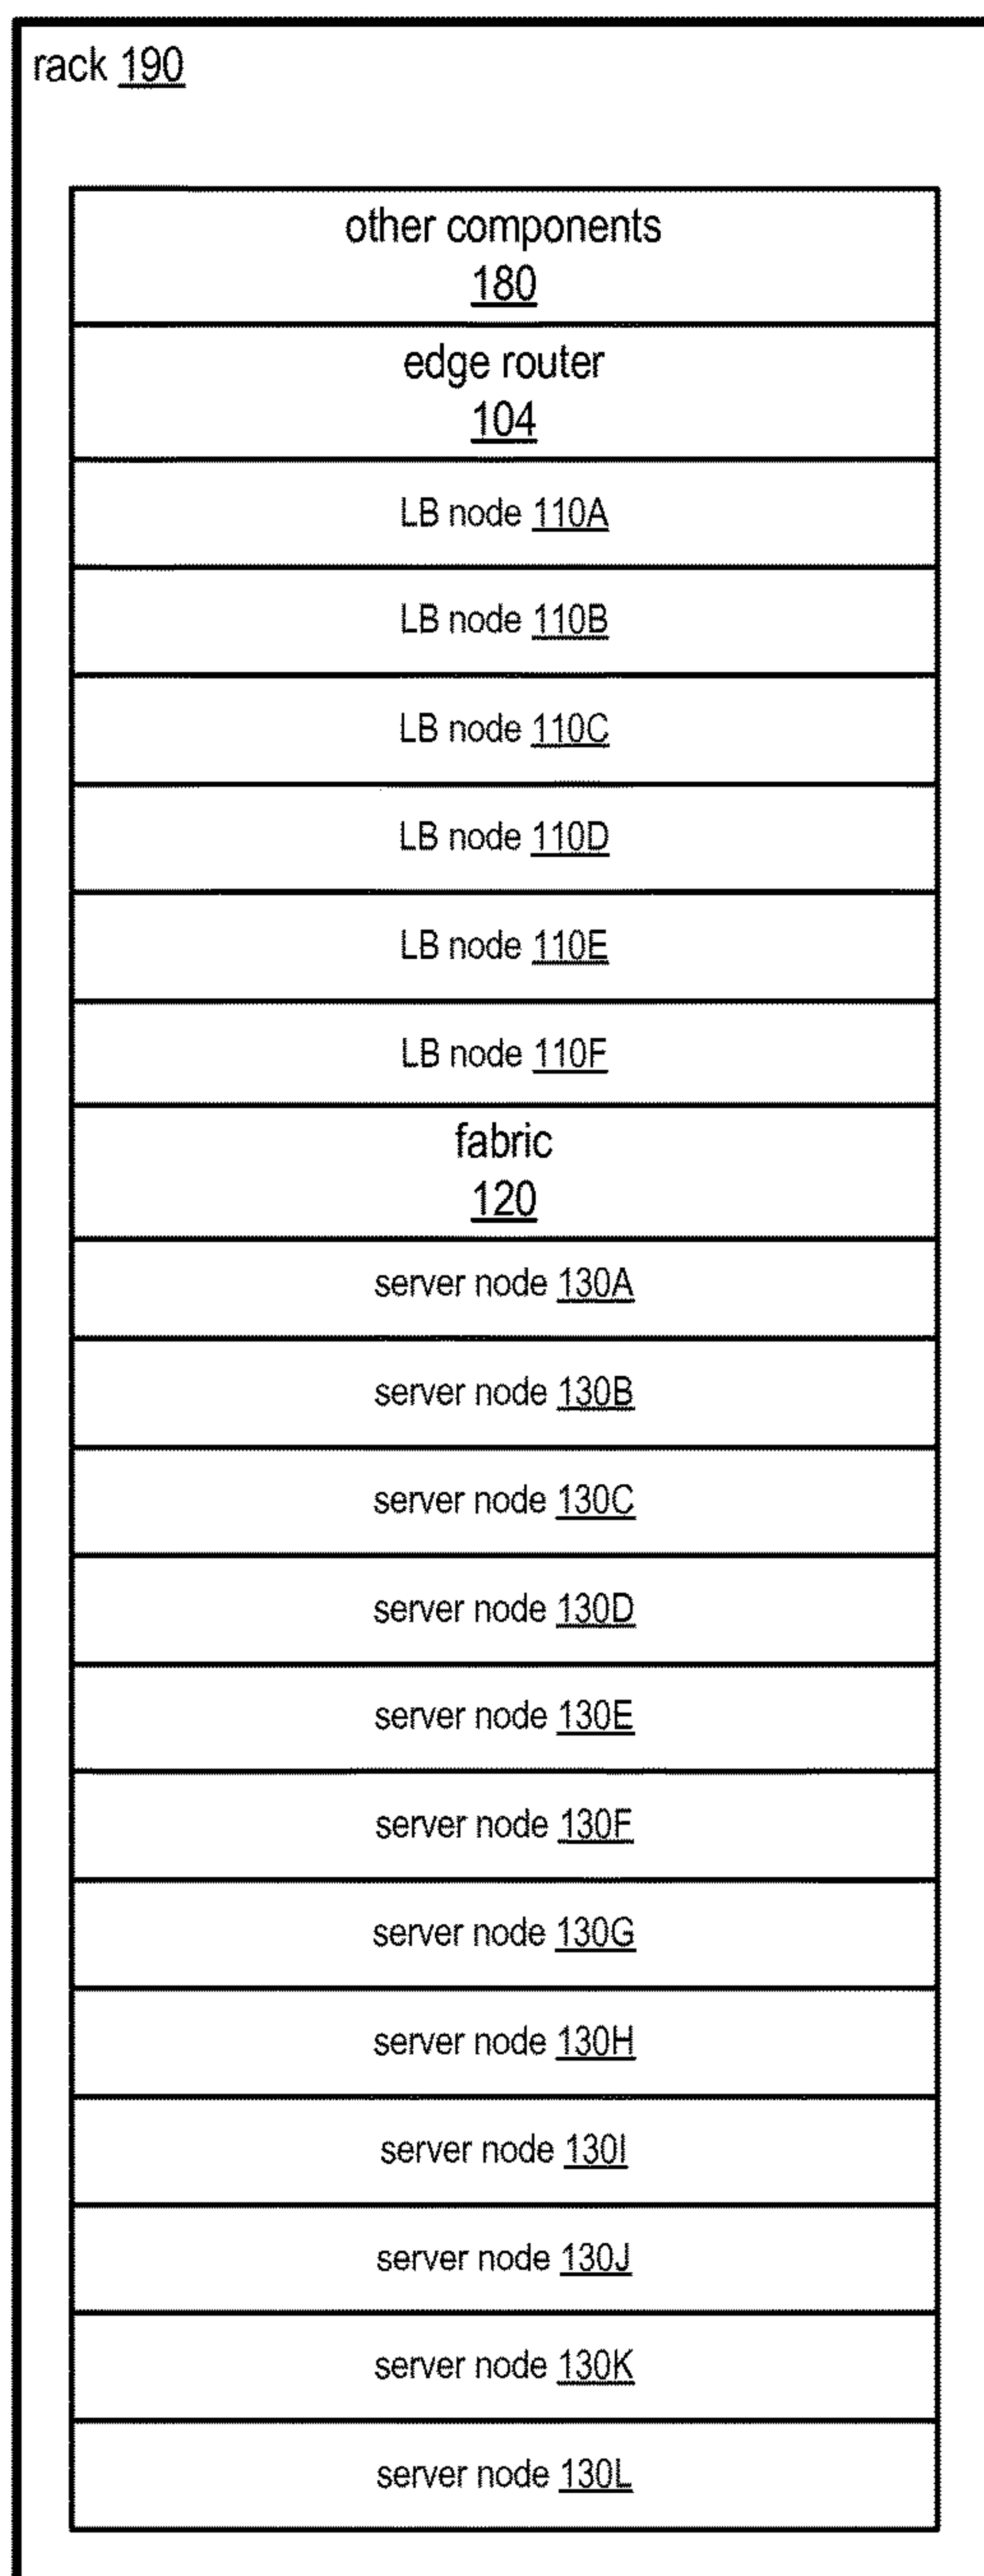 rack 190
other components
180
edge router
104
LB node 110A
LB node 110B
LB node 110C
LB node 110D
LB node 110E
LB node 110F
fabric
120
server node 130A
server node 130B
server node 130C
server node 130D
server node 130E
server node 130F
server node 130G
server node 130H
server node 130I
server node 130J
server node 130K
server node 130L